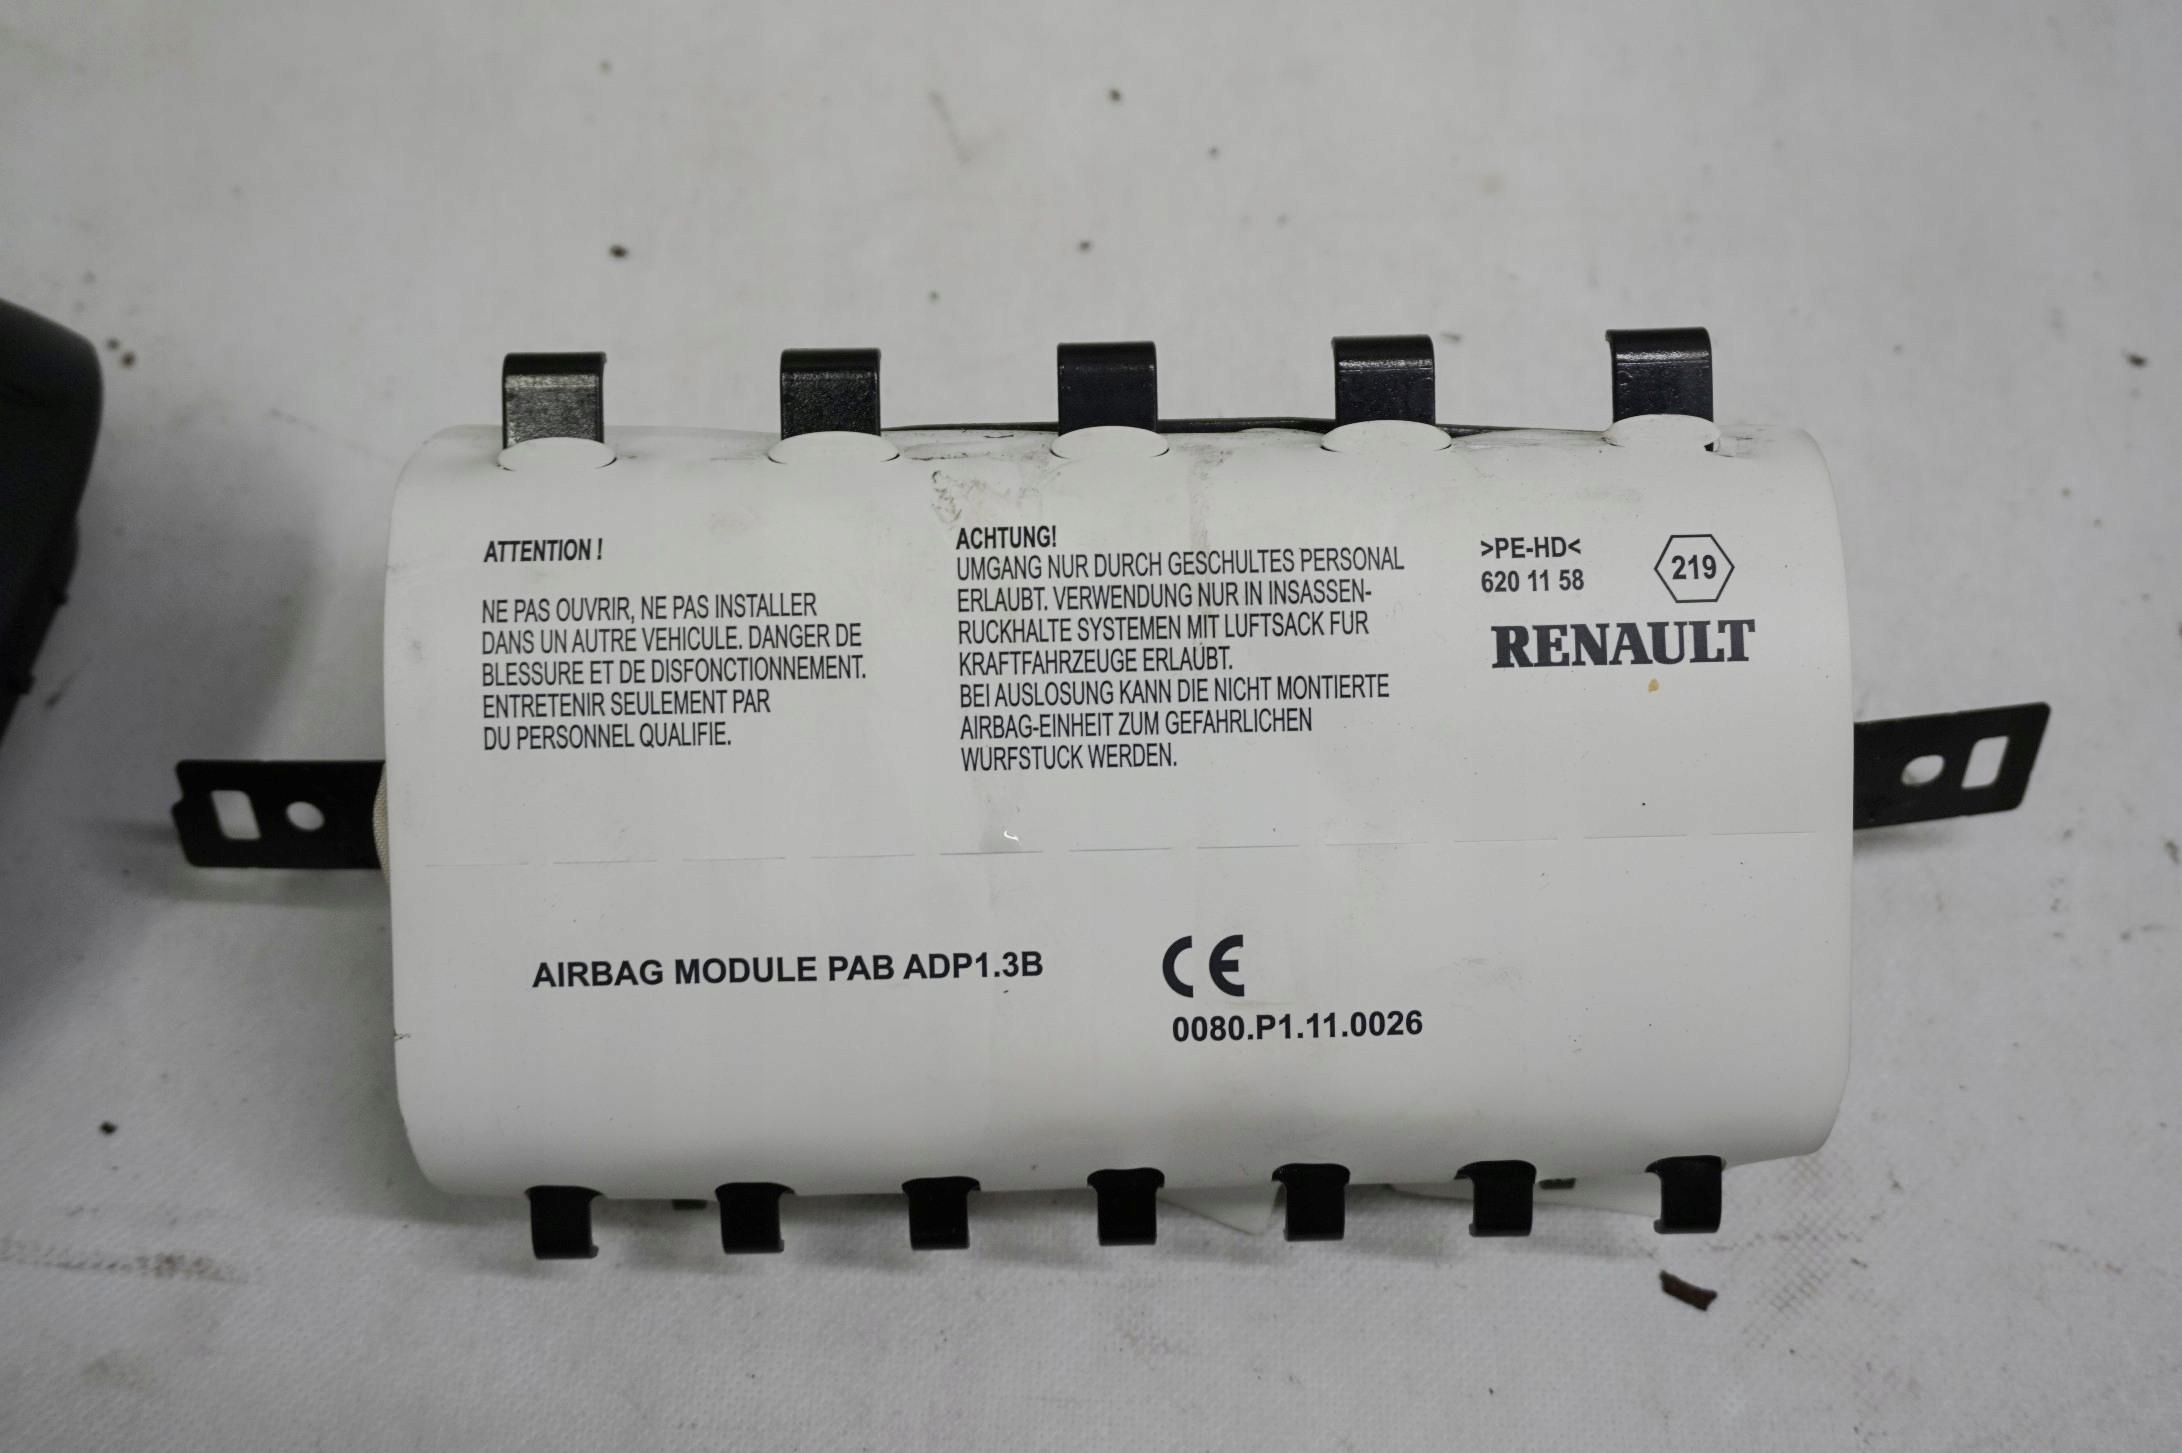 ATTENTION !
NE PAS OUVRIR, NE PAS INSTALLER
DANS UN AUTRE VEHICULE. DANGER DE
BLESSURE ET DE DISFONCTIONNEMENT.
ENTRETENIR SEULEMENT PAR
DU PERSONNEL QUALIFIE.
ACHTUNG!
UMGANG NUR DURCH GESCHULTES PERSONAL
ERLAUBT. VERWENDUNG NUR IN INSASSEN-
RUCKHALTE SYSTEMEN MIT LUFTSACK FUR
KRAFTFAHRZEUGE ERLAUBT.
BEI AUSLOSUNG KANN DIE NICHT MONTIERTE
AIRBAG-EINHEIT ZUM GEFAHRLICHEN
WURFSTUCK WERDEN.
>PE-HD<
620 11 58
219
RENAULT
AIRBAG MODULE PAB ADP1.3B
CE
0080.P1.11.0026